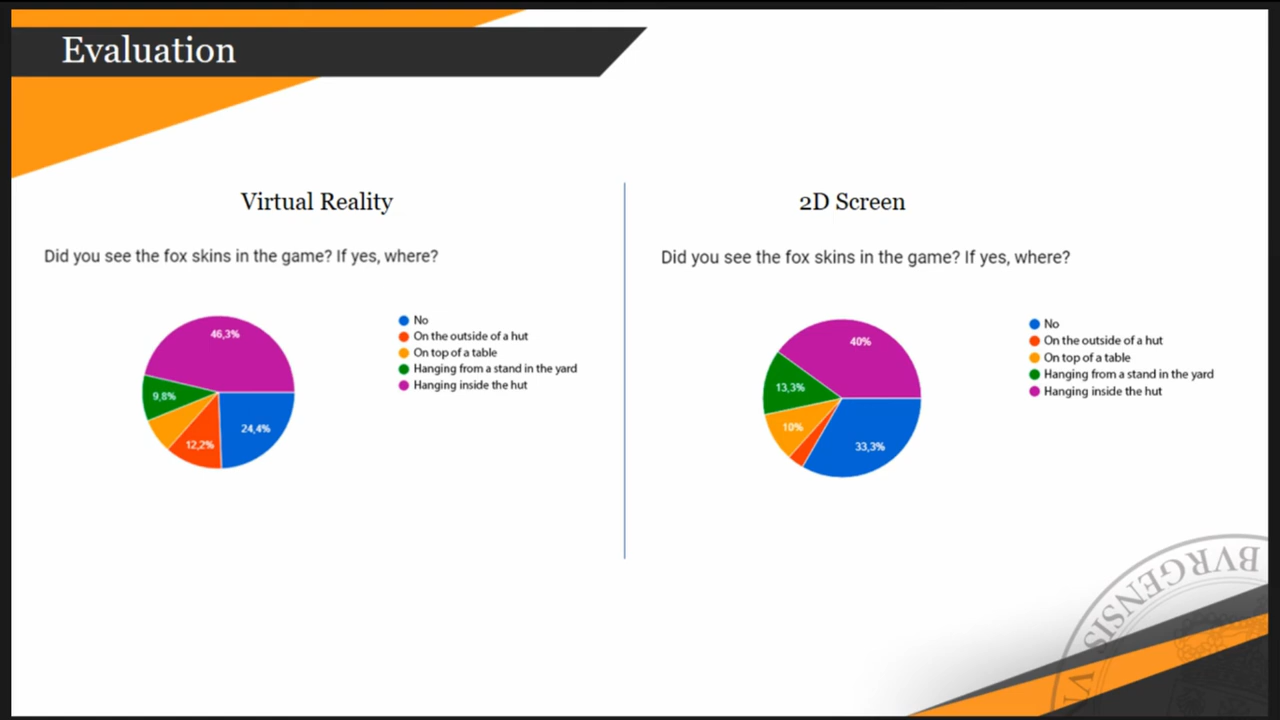 Evaluation
Virtual Reality
Did you see the fox skins in the game? If yes, where?
46,3%
9,8%
12,2%
24,4%
No
On the outside of a hut
On top of a table
Hanging from a stand in the yard
Hanging inside the hut
2D Screen
Did you see the fox skins in the game? If yes, where?
40%
13,3%
10%
33,3%
No
On the outside of a hut
On top of a table
Hanging from a stand in the yard
Hanging inside the hut
BVRGENSIS